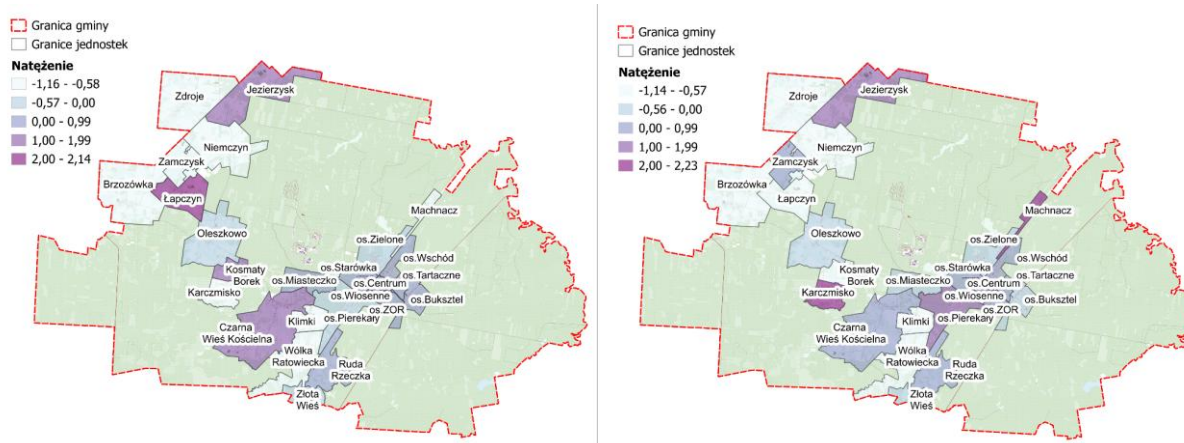 Granica gminy
Granice jednostek
Natężenie
-1,16 - -0,58
-0,57 - 0,00
0,00 - 0,99
1,00 - 1,99
2,00 - 2,14
Zdroje
Jezierzysk
Niemczyn
Zamczysk
Brzozówka
Łapczyn
Machnacz
Oleszkowo
os.Zielone
os.Wschód
os.Starówka
Kosmaty
Borek
os.Tartaczne
os.Miasteczko
os.Centrum
Karczmisko
os.Wiosenne
os.Buksztel
os.ZOR
Klimki
os.Pierekały
Czarna
Wieś Kościelna
Wólka
Ratowiecka
Ruda
Rzeczka
Złota
Wieś
Granica gminy
Granice jednostek
Natężenie
-1,14 - -0,57
-0,56 - 0,00
0,00 - 0,99
1,00 - 1,99
2,00 - 2,23
Zdroje
Jezierzysk
Niemczyn
Zamczysk
Brzozówka
Łapczyn
Machnacz
Oleszkowo
os.Zielone
os.Wschód
os.Starówka
Kosmaty
Borek
os.Tartaczne
os.Miasteczko
os.Centrum
Karczmisko
os.Wiosenne
os.Buksztel
os.ZOR
Klimki
os.Pierekały
Czarna
Wieś Kościelna
Wólka
Ratowiecka
Ruda
Rzeczka
Złota
Wieś